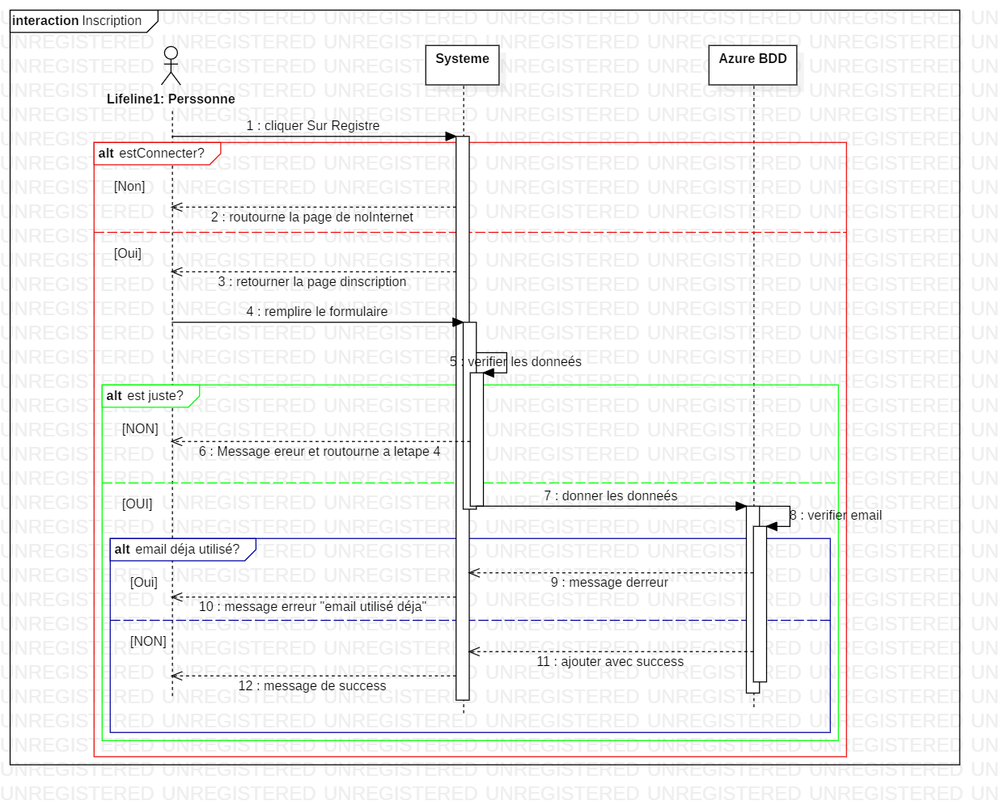 interaction Inscription
Systeme
Azure BDD
Lifeline1: Perssonne
1 : cliquer Sur Registre
alt estConnecter?
[Non]
2 : routourne la page de noInternet
[Oui]
3 : retourner la page dinscription
4 : remplire le formulaire
5 : verifier les donneés
alt est juste?
[NON]
6 : Message ereur et routourne a letape 4
[OUI]
7 : donner les donneés
8 : verifier email
alt email déja utilisé?
[Oui]
9 : message derreur
10 : message erreur "email utilisé déja"
[NON]
11 : ajouter avec success
12 : message de success
UNREGISTERED